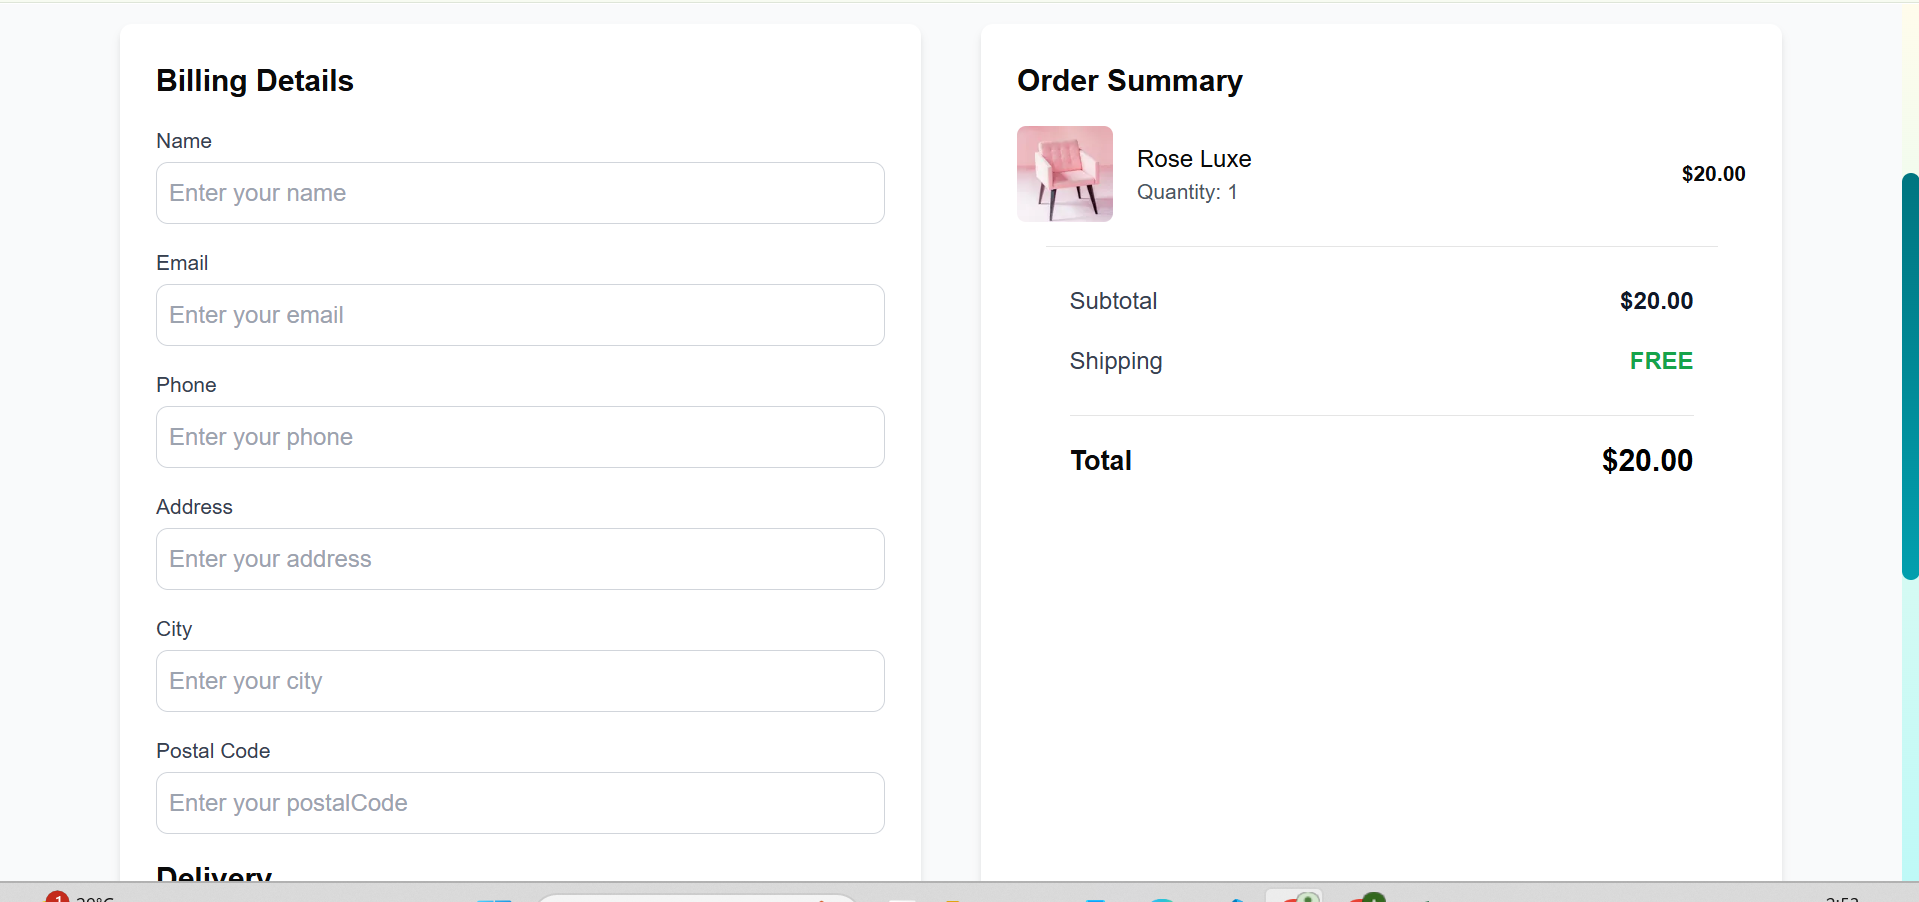 Billing Details
Name
Enter your name
Email
Enter your email
Phone
Enter your phone
Address
Enter your address
City
Enter your city
Postal Code
Enter your postalCode
Delivery
Order Summary
Rose Luxe
Quantity: 1
$20.00
Subtotal
$20.00
Shipping
FREE
Total
$20.00
1